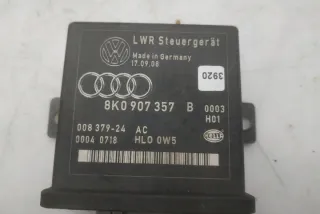 LWR Steuergerät
Made in Germany
17.09.08
3920
8K0 907 357 B 0003
H01
008 379-24 AC
0004 0718 HLO 0W5
HELLA